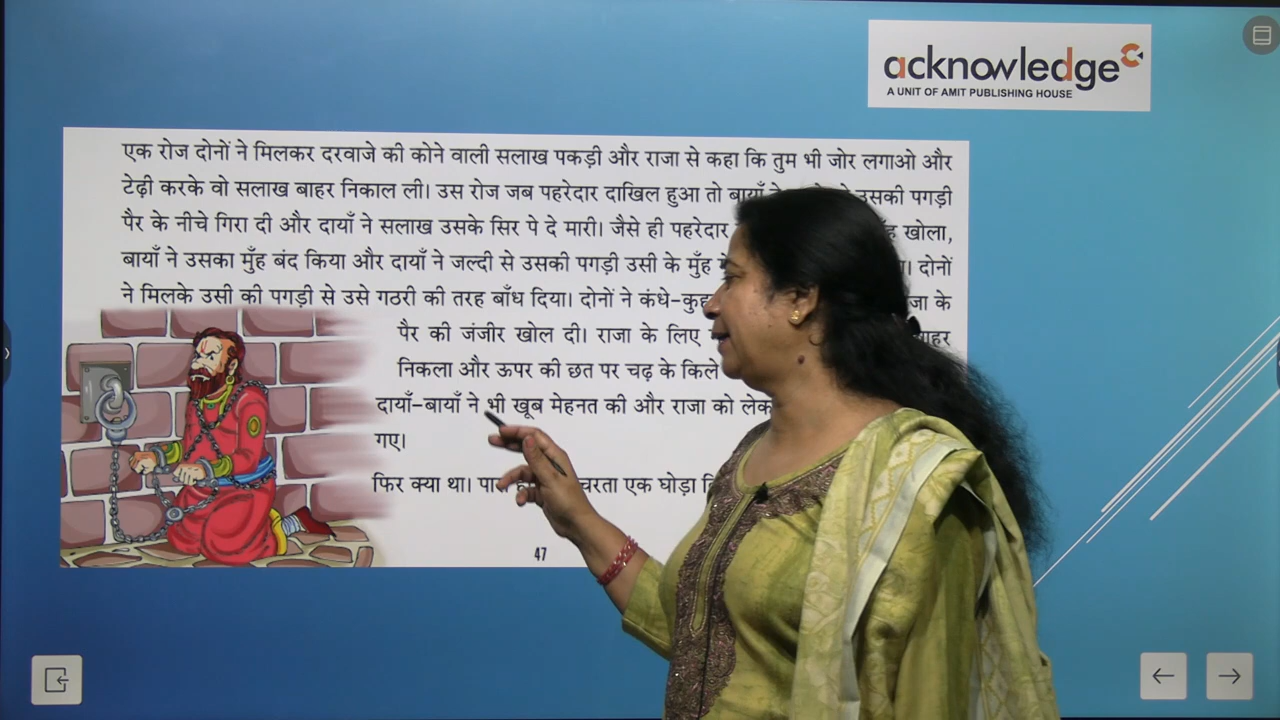 acknowledge
A UNIT OF AMIT PUBLISHING HOUSE
एक रोज दोनों ने मिलकर दरवाजे की कोने वाली सलाख पकड़ी और राजा से कहा कि तुम भी जोर लगाओ और
टेढ़ी करके वो सलाख बाहर निकाल ली। उस रोज जब पहरेदार दाखिल हुआ तो बायाँ उसकी पगड़ी
पैर के नीचे गिरा दी और दायाँ ने सलाख उसके सिर पे दे मारी। जैसे ही पहरेदार खोला,
बायाँ ने उसका मुँह बंद किया और दायाँ ने जल्दी से उसकी पगड़ी उसी के मुँह दोनों
ने मिलके उसी की पगड़ी से उसे गठरी की तरह बाँध दिया। दोनों ने के
पैर की जंजीर खोल दी। राजा के लिए
निकला और ऊपर की छत पर चढ़ के किले
दायाँ-बायाँ ने भी खूब मेहनत की और राजा को
गए।
फिर क्या था। चरता एक घोड़ा
47